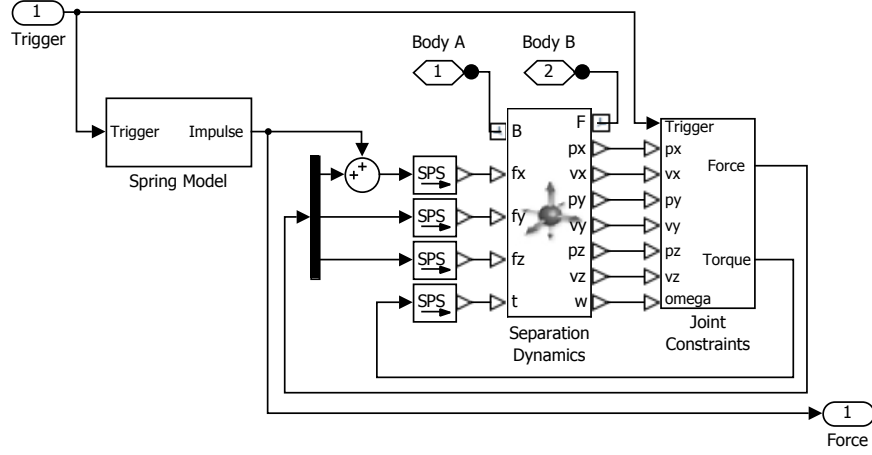 1
Trigger
Body A
Body B
1
2
Trigger
Impulse
Spring Model
+
+
SPS
SPS
SPS
SPS
B
fx
fy
fz
t
F
px
vx
py
vy
pz
vz
w
Separation
Dynamics
Trigger
px
vx
py
vy
pz
vz
omega
Force
Torque
Joint
Constraints
1
Force